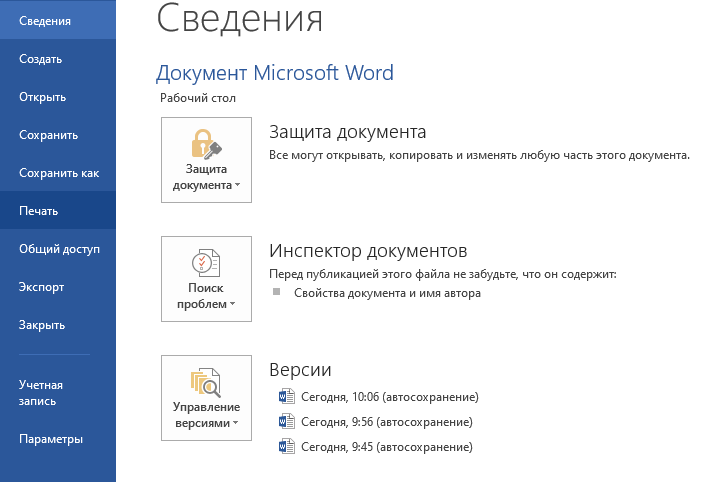 Сведения
Создать
Открыть
Сохранить
Сохранить как
Печать
Общий доступ
Экспорт
Закрыть
Учетная
запись
Параметры
Сведения
Документ Microsoft Word
Рабочий стол
Защита
документа
Защита документа
Все могут открывать, копировать и изменять любую часть этого документа.
Поиск
проблем
Инспектор документов
Перед публикацией этого файла не забудьте, что он содержит:
Свойства документа и имя автора
Управление
версиями
Версии
Сегодня, 10:06 (автосохранение)
Сегодня, 9:56 (автосохранение)
Сегодня, 9:45 (автосохранение)